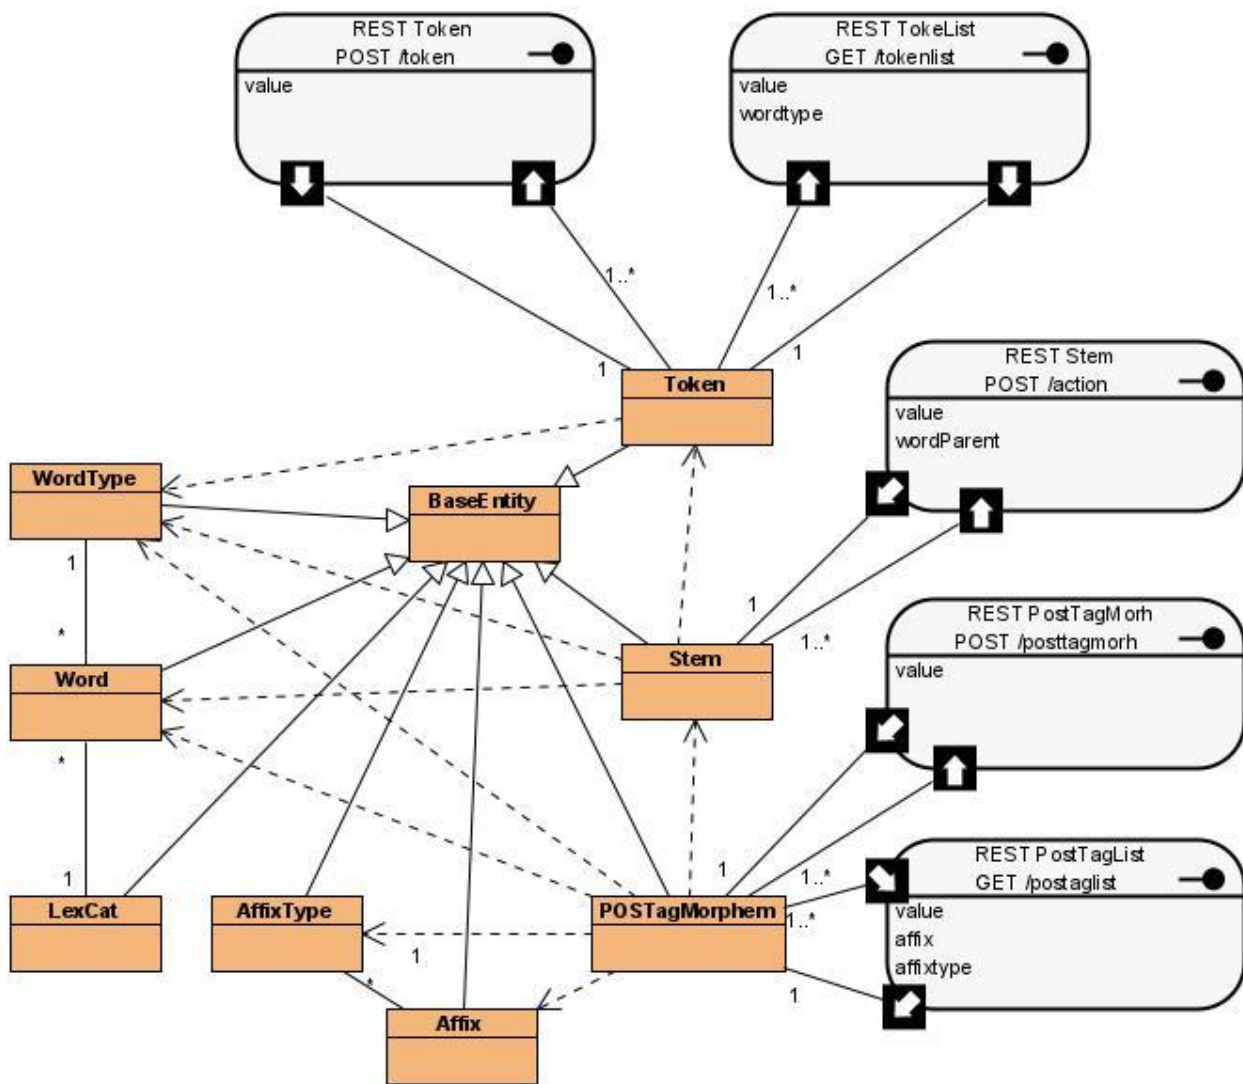 REST Token
POST /token
value
REST TokeList
GET /tokenlist
value
wordtype
1..*
1..*
1
1
Token
REST Stem
POST /action
value
wordParent
WordType
BaseEntity
1
*
1
1..*
Word
Stem
REST PostTagMorh
POST /posttagmorh
value
*
1
1
1..*
1..*
REST PostTagList
GET /postaglist
value
affix
affixtype
LexCat
AffixType
POSTagMorphem
1
*
1
Affix